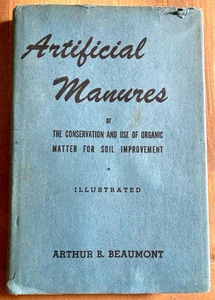 Artificial
Manures
or
THE CONSERVATION AND USE OF ORGANIC
MATTER FOR SOIL IMPROVEMENT
ILLUSTRATED
ARTHUR B. BEAUMONT